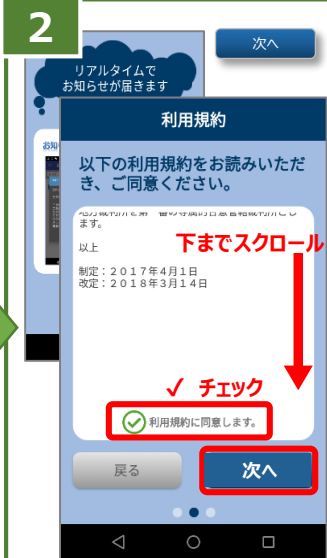 2
次へ
リアルタイムで
お知らせが届きます
お知
利用規約
以下の利用規約をお読みいただ
き、ご同意ください。
ます。
以上
下までスクロール
制定：２０１７年４月１日
改定：２０１８年３月１４日
✓ チェック
利用規約に同意します。
戻る
次へ